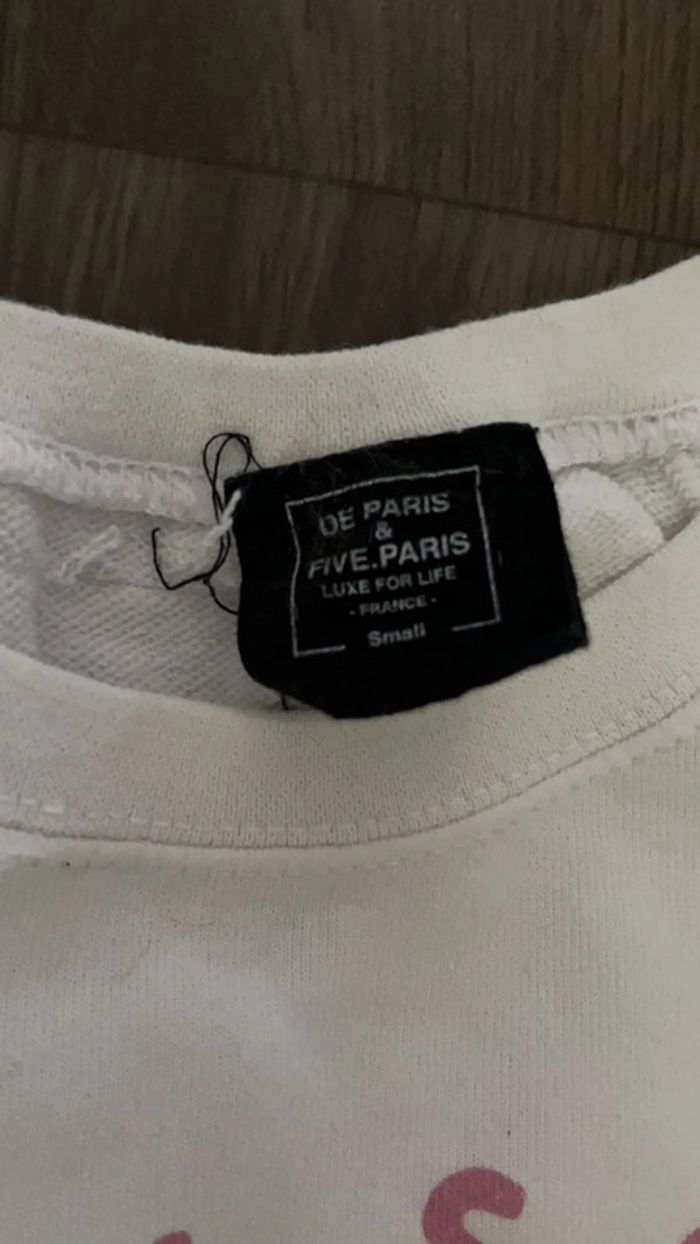 DE PARIS
&
FIVE.PARIS
LUXE FOR LIFE
- FRANCE -
Small